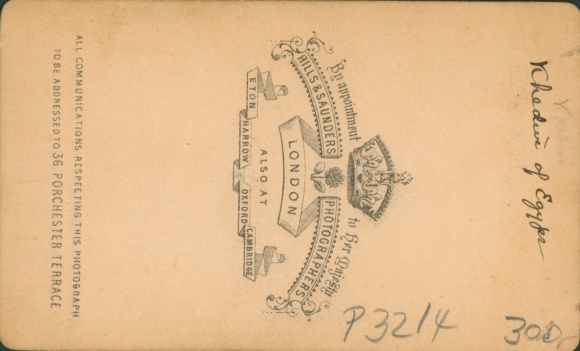 Khedive of Egypt
By appointment
to Her Majesty
HILLS & SAUNDERS
PHOTOGRAPHERS
LONDON
ALSO AT
ETON
HARROW
OXFORD
CAMBRIDGE
ALL COMMUNICATIONS RESPECTING THIS PHOTOGRAPH
TO BE ADDRESSED TO 36 PORCHESTER TERRACE
P3214